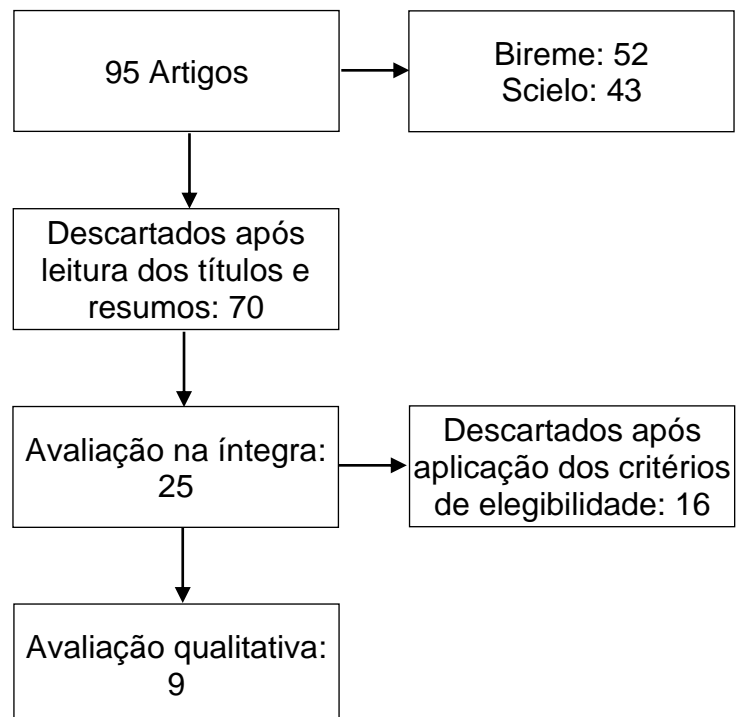 95 Artigos
Bireme: 52
Scielo: 43
Descartados após
leitura dos títulos e
resumos: 70
Avaliação na íntegra:
25
Descartados após
aplicação dos critérios
de elegibilidade: 16
Avaliação qualitativa:
9